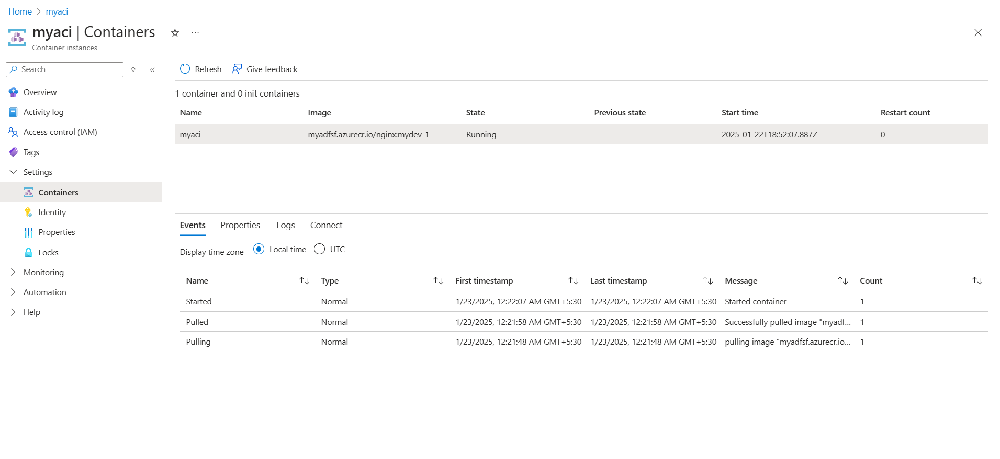 Home > myaci
myaci | Containers
Container instances
Search
Overview
Activity log
Access control (IAM)
Tags
Settings
Containers
Identity
Properties
Locks
Monitoring
Automation
Help
Refresh Give feedback
1 container and 0 init containers
Name Image State Previous state Start time Restart count
myaci myadfsf.azurecr.io/nginx:mydev-1 Running - 2025-01-22T18:52:07.887Z 0
Events Properties Logs Connect
Display time zone Local time UTC
Name Type First timestamp Last timestamp Message Count
Started Normal 1/23/2025, 12:22:07 AM GMT+5:30 1/23/2025, 12:22:07 AM GMT+5:30 Started container 1
Pulled Normal 1/23/2025, 12:21:58 AM GMT+5:30 1/23/2025, 12:21:58 AM GMT+5:30 Successfully pulled image "myadf... 1
Pulling Normal 1/23/2025, 12:21:48 AM GMT+5:30 1/23/2025, 12:21:48 AM GMT+5:30 pulling image "myadfsf.azurecr.io... 1